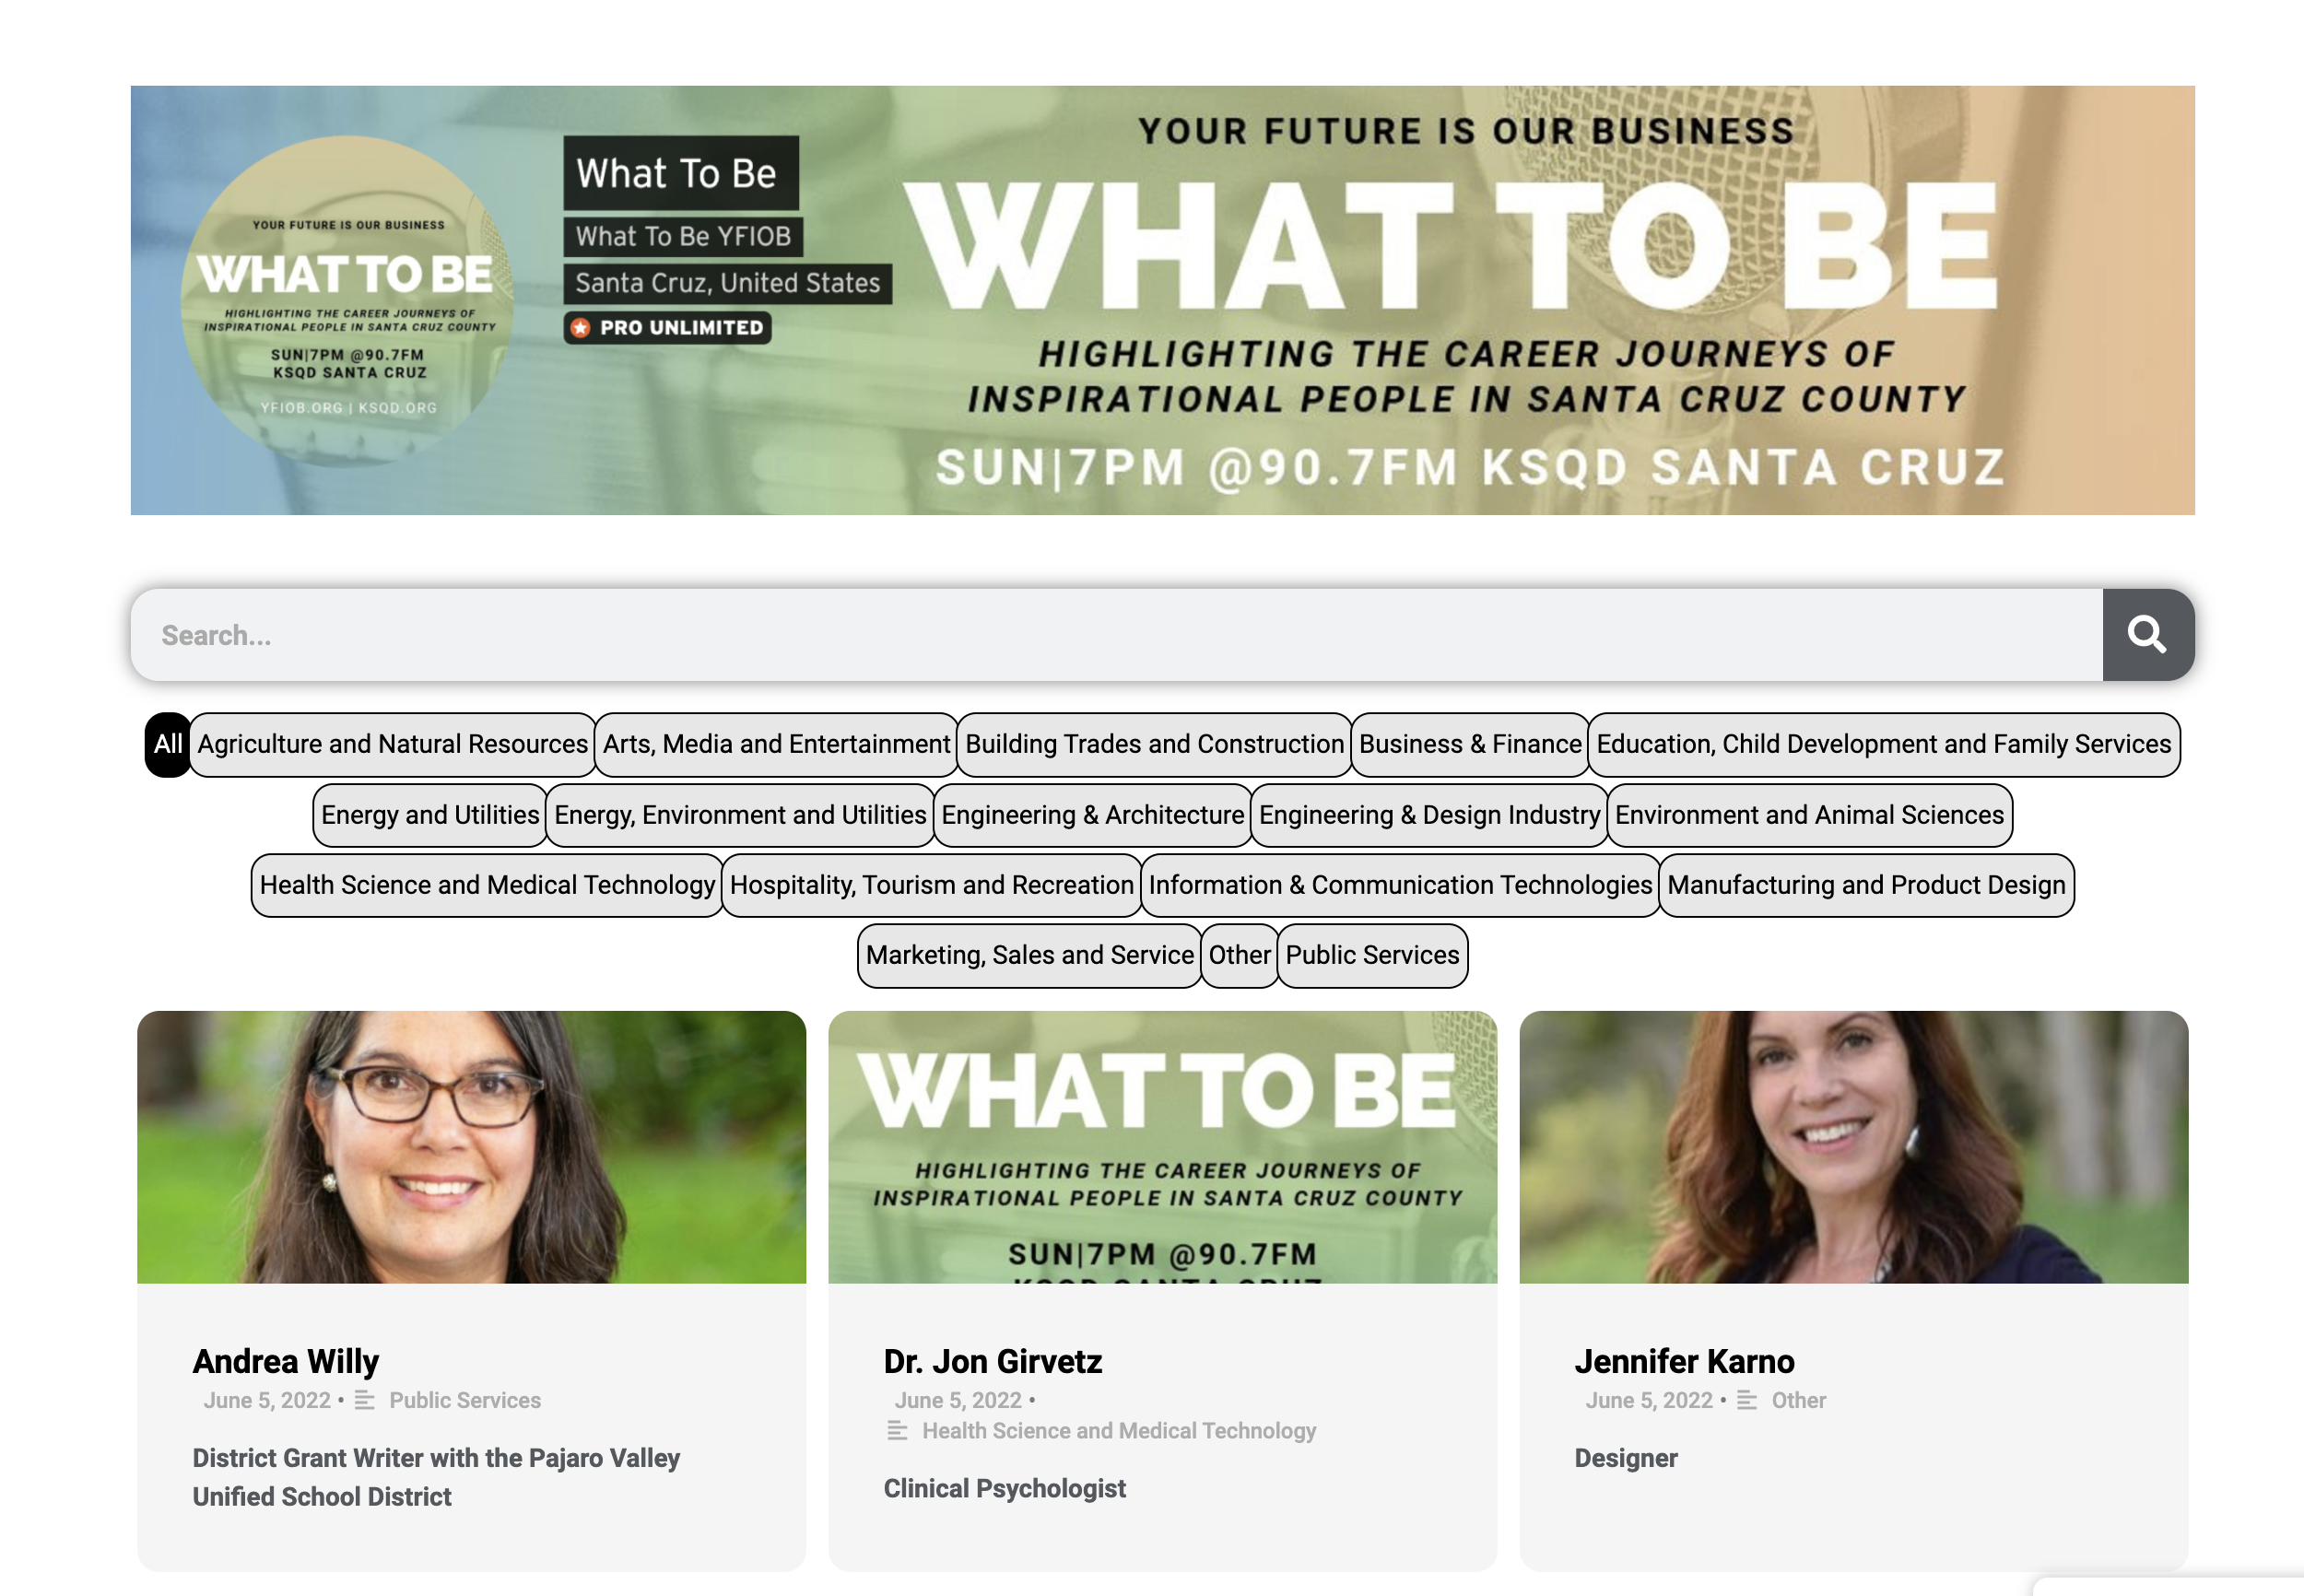 YOUR FUTURE IS OUR BUSINESS
WHAT TO BE
HIGHLIGHTING THE CAREER JOURNEYS OF
INSPIRATIONAL PEOPLE IN SANTA CRUZ COUNTY
SUN|7PM @90.7FM
KSQD SANTA CRUZ
YFIOB.ORG | KSQD.ORG
What To Be
What To Be YFIOB
Santa Cruz, United States
PRO UNLIMITED
YOUR FUTURE IS OUR BUSINESS
WHAT TO BE
HIGHLIGHTING THE CAREER JOURNEYS OF
INSPIRATIONAL PEOPLE IN SANTA CRUZ COUNTY
SUN|7PM @90.7FM KSQD SANTA CRUZ
Search...
All Agriculture and Natural Resources Arts, Media and Entertainment Building Trades and Construction Business & Finance Education, Child Development and Family Services
Energy and Utilities Energy, Environment and Utilities Engineering & Architecture Engineering & Design Industry Environment and Animal Sciences
Health Science and Medical Technology Hospitality, Tourism and Recreation Information & Communication Technologies Manufacturing and Product Design
Marketing, Sales and Service Other Public Services
Andrea Willy
June 5, 2022 • Public Services
District Grant Writer with the Pajaro Valley
Unified School District
WHAT TO BE
HIGHLIGHTING THE CAREER JOURNEYS OF
INSPIRATIONAL PEOPLE IN SANTA CRUZ COUNTY
SUN|7PM @90.7FM
Dr. Jon Girvetz
June 5, 2022 •
Health Science and Medical Technology
Clinical Psychologist
Jennifer Karno
June 5, 2022 • Other
Designer